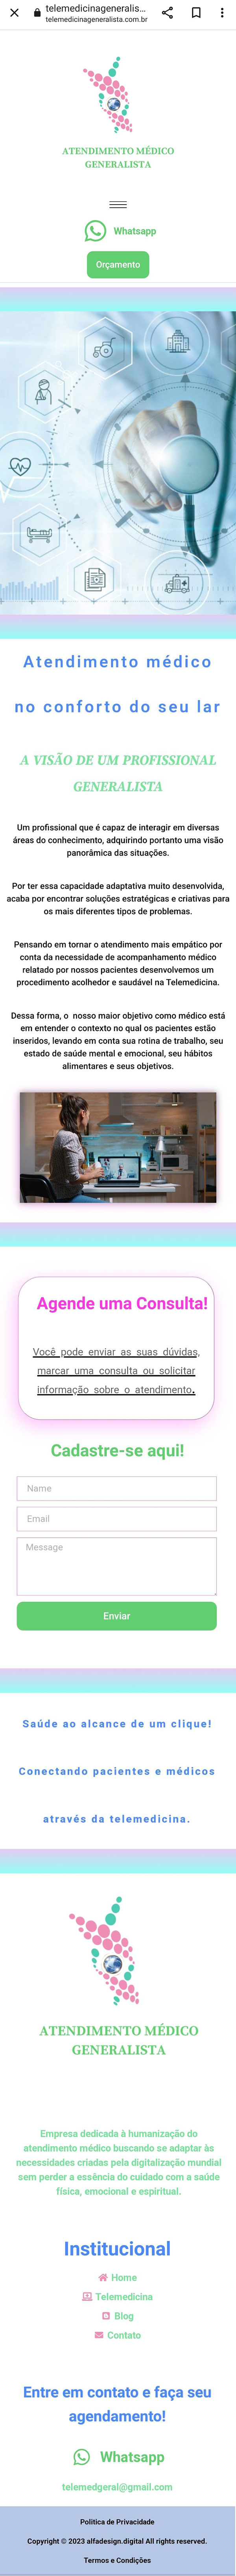 telemedicinageneralis...
telemedicinageneralista.com.br
ATENDIMENTO MÉDICO
GENERALISTA
Whatsapp
Orçamento
Atendimento médico
no conforto do seu lar
A VISÃO DE UM PROFISSIONAL
GENERALISTA
Um profissional que é capaz de interagir em diversas
áreas do conhecimento, adquirindo portanto uma visão
panorâmica das situações.
Por ter essa capacidade adaptativa muito desenvolvida,
acaba por encontrar soluções estratégicas e criativas para
os mais diferentes tipos de problemas.
Pensando em tornar o atendimento mais empático por
conta da necessidade de acompanhamento médico
relatado por nossos pacientes desenvolvemos um
procedimento acolhedor e saudável na Telemedicina.
Dessa forma, o nosso maior objetivo como médico está
em entender o contexto no qual os pacientes estão
inseridos, levando em conta sua rotina de trabalho, seu
estado de saúde mental e emocional, seu hábitos
alimentares e seus objetivos.
Agende uma Consulta!
Você pode enviar as suas dúvidas,
marcar uma consulta ou solicitar
informação sobre o atendimento.
Cadastre-se aqui!
Name
Email
Message
Enviar
Saúde ao alcance de um clique!
Conectando pacientes e médicos
através da telemedicina.
ATENDIMENTO MÉDICO
GENERALISTA
Empresa dedicada à humanização do
atendimento médico buscando se adaptar às
necessidades criadas pela digitalização mundial
sem perder a essência do cuidado com a saúde
física, emocional e espiritual.
Institucional
Home
Telemedicina
Blog
Contato
Entre em contato e faça seu
agendamento!
Whatsapp
telemedgeral@gmail.com
Politica de Privacidade
Copyright © 2023 alfadesign.digital All rights reserved.
Termos e Condições